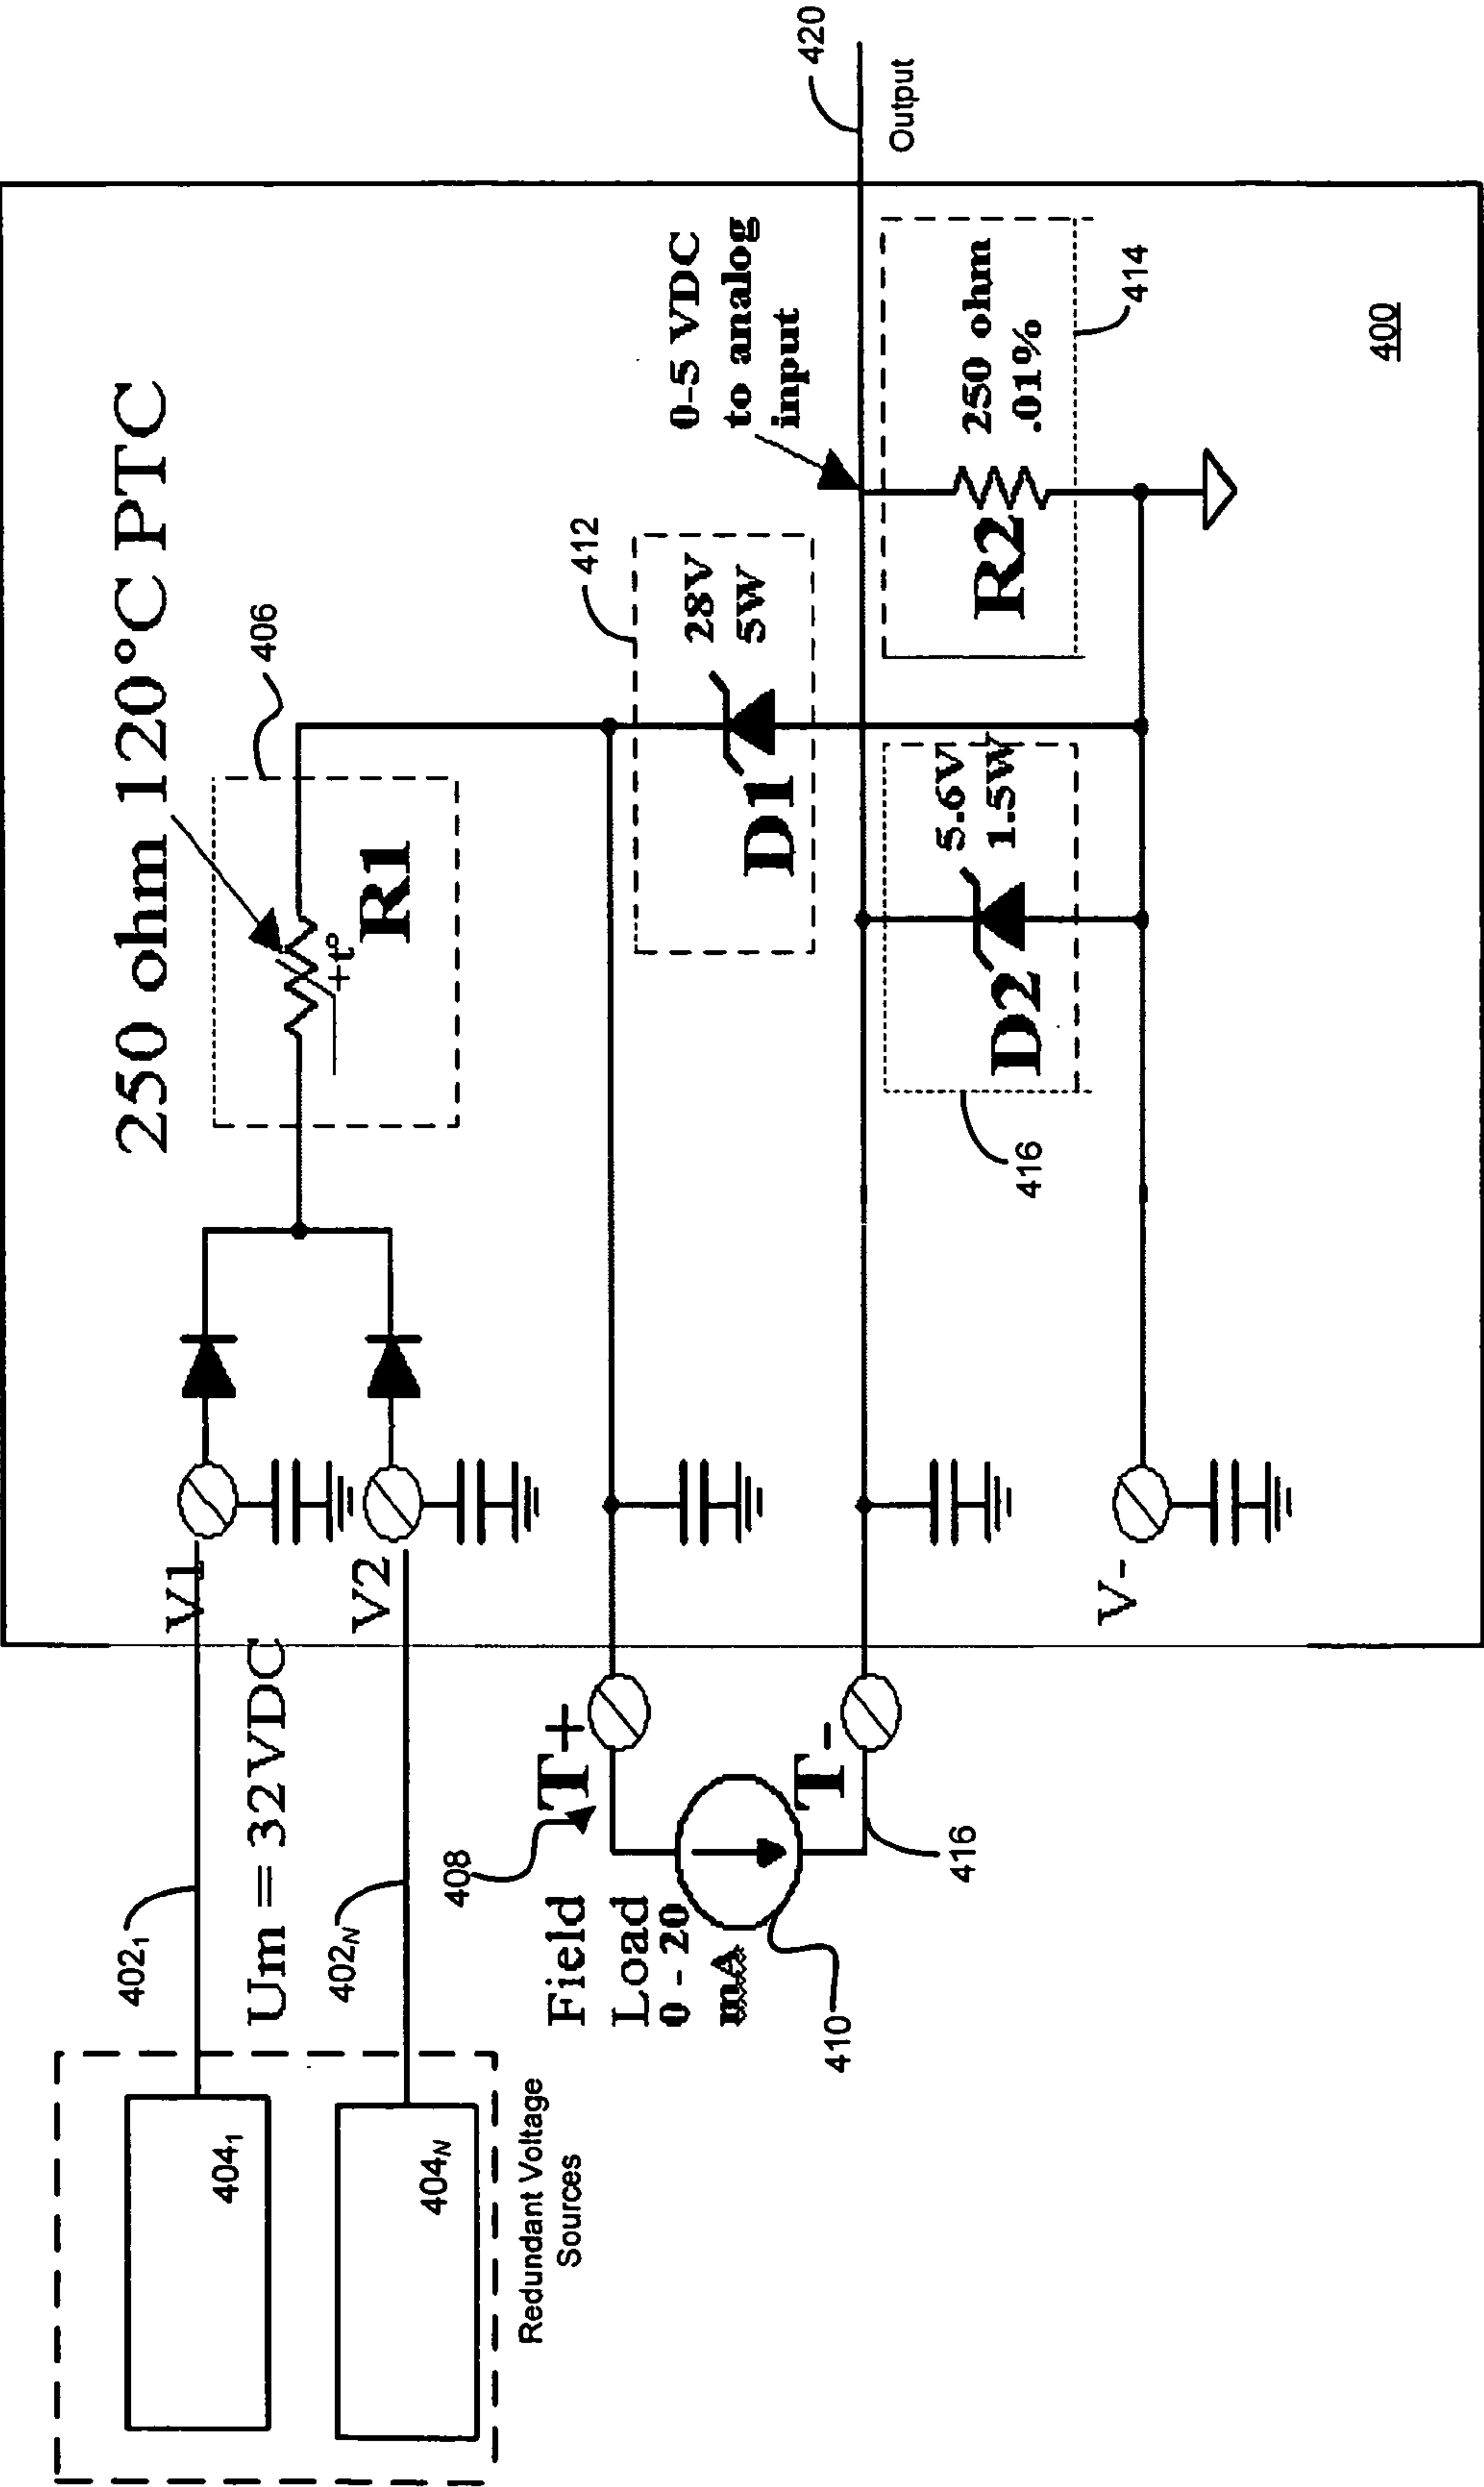 250 ohm 120°C PTC
406
+t°
R1
V1
V2
402₁
Um = 32VDC
402N
404₁
404N
Redundant Voltage
Sources
408
T+
Field
Load
0 - 20
mA
410
T-
416
V-
412
28V
5W
D1
5.6V
1.5W
D2
416
0-5 VDC
to analog
input
420
Output
250 ohm
.01%
R2
414
400